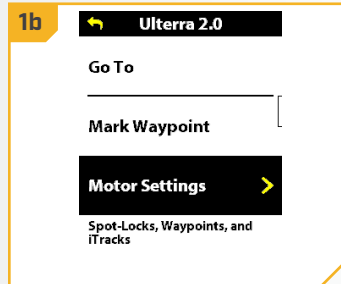 1b
Ulterra 2.0
Go To
Mark Waypoint
Motor Settings
Spot-Locks, Waypoints, and
iTracks